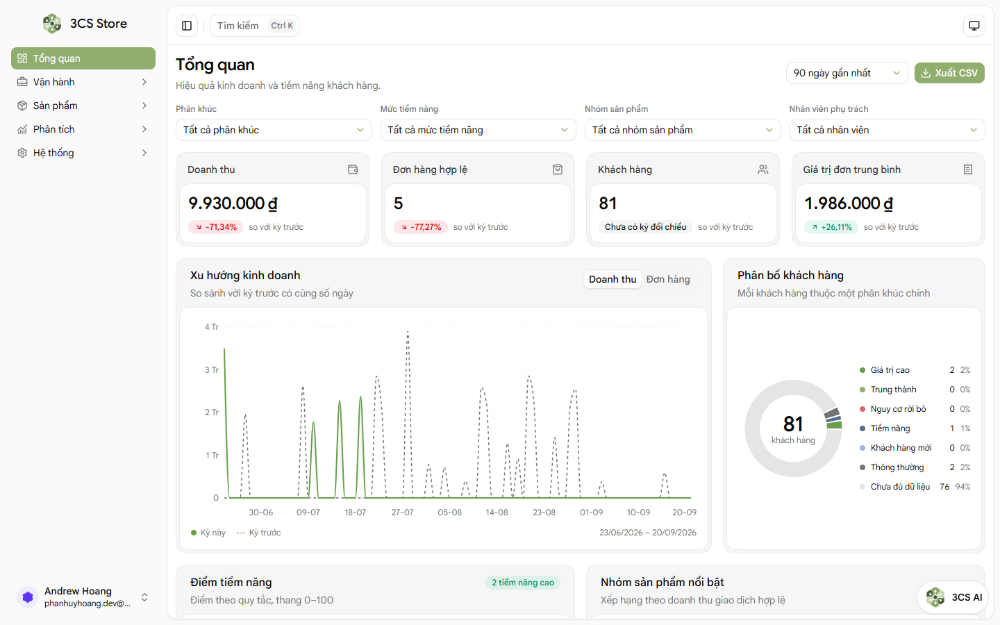 3CS Store
Tổng quan
Vận hành
Sản phẩm
Phân tích
Hệ thống
Andrew Hoang
phanhuyhoang.dev@...
Tìm kiếm Ctrl K
Tổng quan
Hiệu quả kinh doanh và tiềm năng khách hàng.
90 ngày gần nhất
Xuất CSV
Phân khúc
Mức tiềm năng
Nhóm sản phẩm
Nhân viên phụ trách
Tất cả phân khúc
Tất cả mức tiềm năng
Tất cả nhóm sản phẩm
Tất cả nhân viên
Doanh thu
9.930.000 ₫
-71,34% so với kỳ trước
Đơn hàng hợp lệ
5
-77,27% so với kỳ trước
Khách hàng
81
Chưa có kỳ đối chiếu so với kỳ trước
Giá trị đơn trung bình
1.986.000 ₫
+26,11% so với kỳ trước
Xu hướng kinh doanh
So sánh với kỳ trước có cùng số ngày
Doanh thu Đơn hàng
4 Tr
3 Tr
2 Tr
1 Tr
0
30-06 09-07 18-07 27-07 05-08 14-08 23-08 01-09 10-09 20-09
Kỳ này Kỳ trước
23/06/2026 – 20/09/2026
Phân bố khách hàng
Mỗi khách hàng thuộc một phân khúc chính
81
khách hàng
Giá trị cao 2 2%
Trung thành 0 0%
Nguy cơ rời bỏ 0 0%
Tiềm năng 1 1%
Khách hàng mới 0 0%
Thông thường 2 2%
Chưa đủ dữ liệu 76 94%
Điểm tiềm năng
Điểm theo quy tắc, thang 0–100
2 tiềm năng cao
Nhóm sản phẩm nổi bật
Xếp hạng theo doanh thu giao dịch hợp lệ
3CS AI